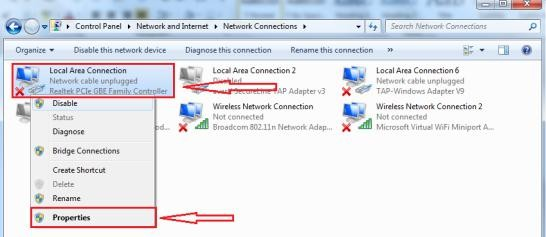 Control Panel ▸ Network and Internet ▸ Network Connections ▸
Search Network Connections
Organize ▼
Disable this network device
Diagnose this connection
Rename this connection
»
Local Area Connection
Network cable unplugged
Realtek PCIe GBE Family Controller
Local Area Connection 2
Disabled
SecureLine TAP Adapter v3
Local Area Connection 6
Network cable unplugged
TAP-Windows Adapter V9
Wireless Network Connection
Not connected
Broadcom 802.11n Network Adap...
Wireless Network Connection 2
Not connected
Microsoft Virtual WiFi Miniport A...
Disable
Status
Diagnose
Bridge Connections
Create Shortcut
Delete
Rename
Properties